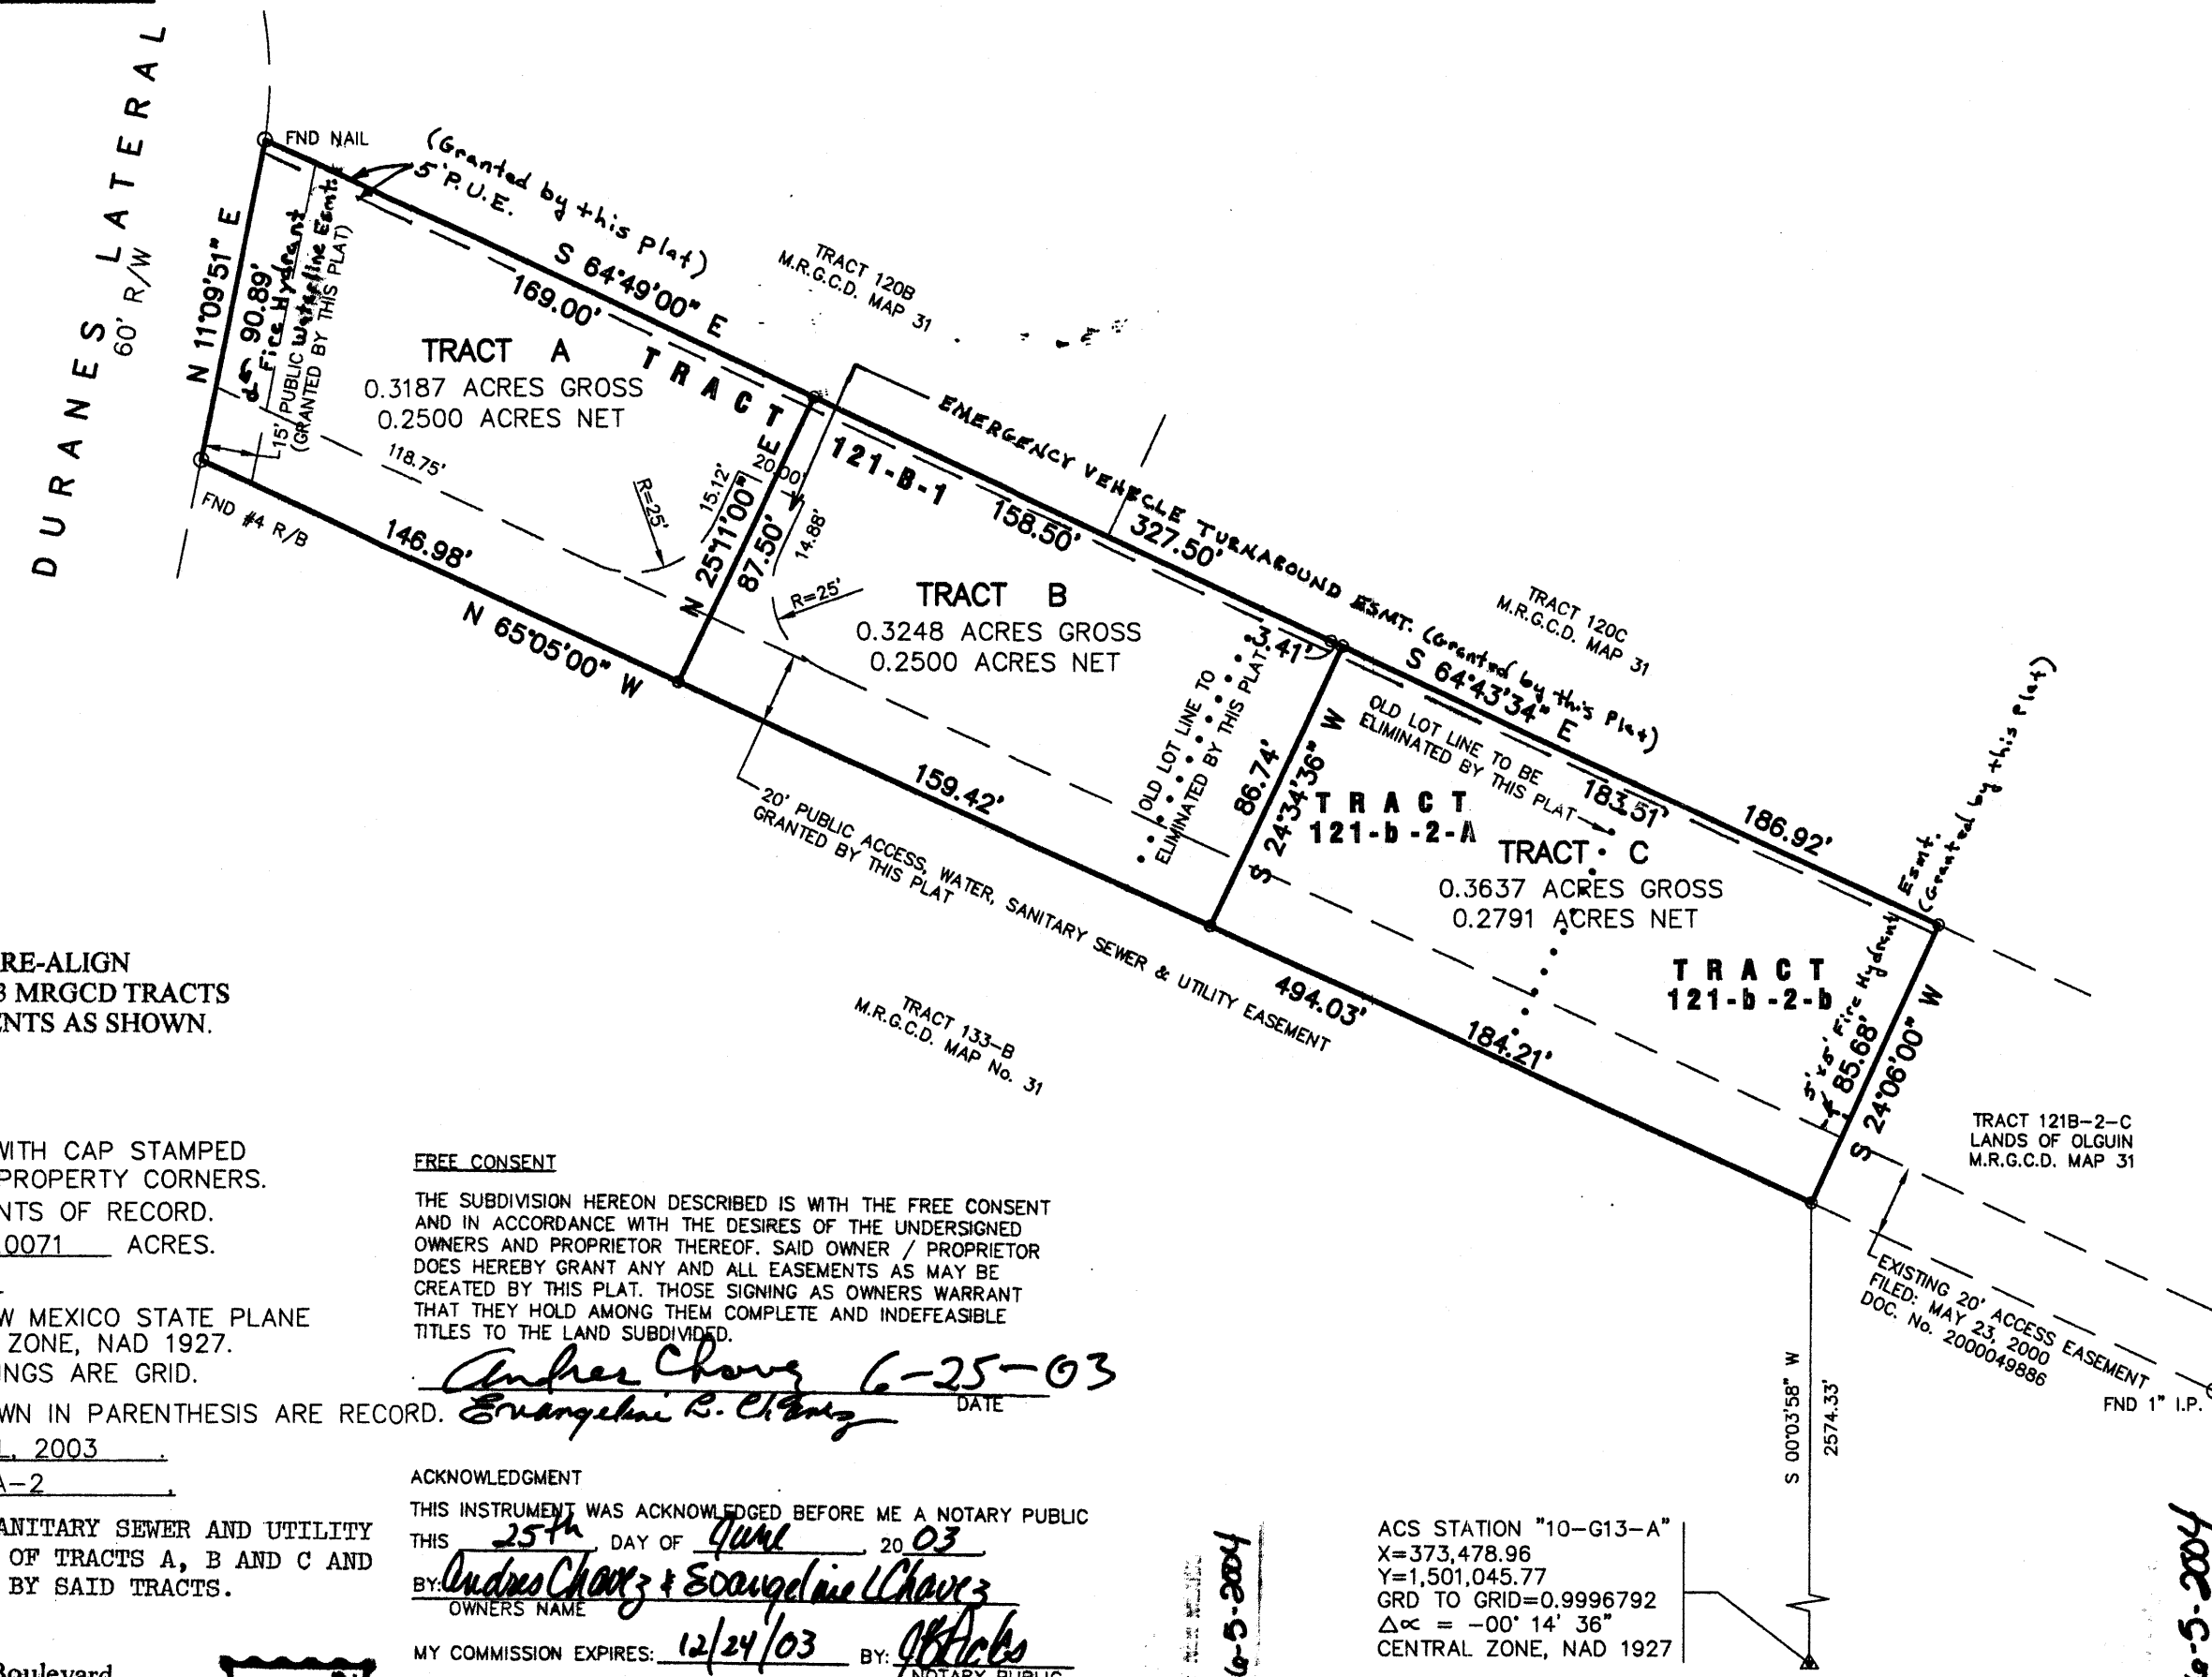 DURANES LATERAL
60' R/W
FND NAIL
(Granted by this plat)
5' P.U.E.
N 11°09'51" E
90.89'
Fire Hydrant
15' PUBLIC Waterline Esmt.
(GRANTED BY THIS PLAT)
S 64°49'00" E
169.00'
TRACT 120B
M.R.G.C.D. MAP 31
TRACT A
0.3187 ACRES GROSS
0.2500 ACRES NET
118.75'
R=25'
15.12'
20.00'
N 25°11'00" E
87.50'
14.88'
R=25'
FND #4 R/B
146.98'
N 65°05'00" W
TRACT
121-B-1
EMERGENCY VEHECLE TURNAROUND ESMT. (Granted by this Plat)
158.50'
327.50'
TRACT B
0.3248 ACRES GROSS
0.2500 ACRES NET
3.41'
TRACT 120C
M.R.G.C.D. MAP 31
S 64°43'34" E
OLD LOT LINE TO BE
ELIMINATED BY THIS PLAT
OLD LOT LINE TO
ELIMINATED BY THIS PLAT
86.74'
S 24°34'36" W
159.42'
20' PUBLIC ACCESS, WATER, SANITARY SEWER & UTILITY EASEMENT
GRANTED BY THIS PLAT
TRACT
121-b-2-A
183.51'
186.92'
TRACT C
0.3637 ACRES GROSS
0.2791 ACRES NET
TRACT
121-b-2-b
5'x5' Fire Hydrant Esmt.
(Granted by this plat)
85.68'
S 24°06'00" W
494.03'
184.21'
TRACT 133-B
M.R.G.C.D. MAP No. 31
TRACT 121B-2-C
LANDS OF OLGUIN
M.R.G.C.D. MAP 31
EXISTING 20' ACCESS EASEMENT
FILED: MAY 23, 2000
DOC. No. 2000049886
FND 1" I.P.
S 00°03'58" W
2574.33'
RE-ALIGN
3 MRGCD TRACTS
ENTS AS SHOWN.
WITH CAP STAMPED
PROPERTY CORNERS.
NTS OF RECORD.
0071 ACRES.
W MEXICO STATE PLANE
ZONE, NAD 1927.
INGS ARE GRID.
WN IN PARENTHESIS ARE RECORD.
L, 2003
A-2
ANITARY SEWER AND UTILITY
OF TRACTS A, B AND C AND
BY SAID TRACTS.
Boulevard
FREE CONSENT
THE SUBDIVISION HEREON DESCRIBED IS WITH THE FREE CONSENT
AND IN ACCORDANCE WITH THE DESIRES OF THE UNDERSIGNED
OWNERS AND PROPRIETOR THEREOF. SAID OWNER / PROPRIETOR
DOES HEREBY GRANT ANY AND ALL EASEMENTS AS MAY BE
CREATED BY THIS PLAT. THOSE SIGNING AS OWNERS WARRANT
THAT THEY HOLD AMONG THEM COMPLETE AND INDEFEASIBLE
TITLES TO THE LAND SUBDIVIDED.
Andres Chavez 6-25-03
DATE
Evangeline L. Chavez
ACKNOWLEDGMENT
THIS INSTRUMENT WAS ACKNOWLEDGED BEFORE ME A NOTARY PUBLIC
THIS 25th DAY OF June, 20 03,
BY: Andres Chavez & Evangeline L Chavez
OWNERS NAME
MY COMMISSION EXPIRES: 12/24/03 BY:
NOTARY PUBLIC
6-5-2004
ACS STATION "10-G13-A"
X=373,478.96
Y=1,501,045.77
GRD TO GRID=0.9996792
Δ∝ = -00° 14' 36"
CENTRAL ZONE, NAD 1927
6-5-2004